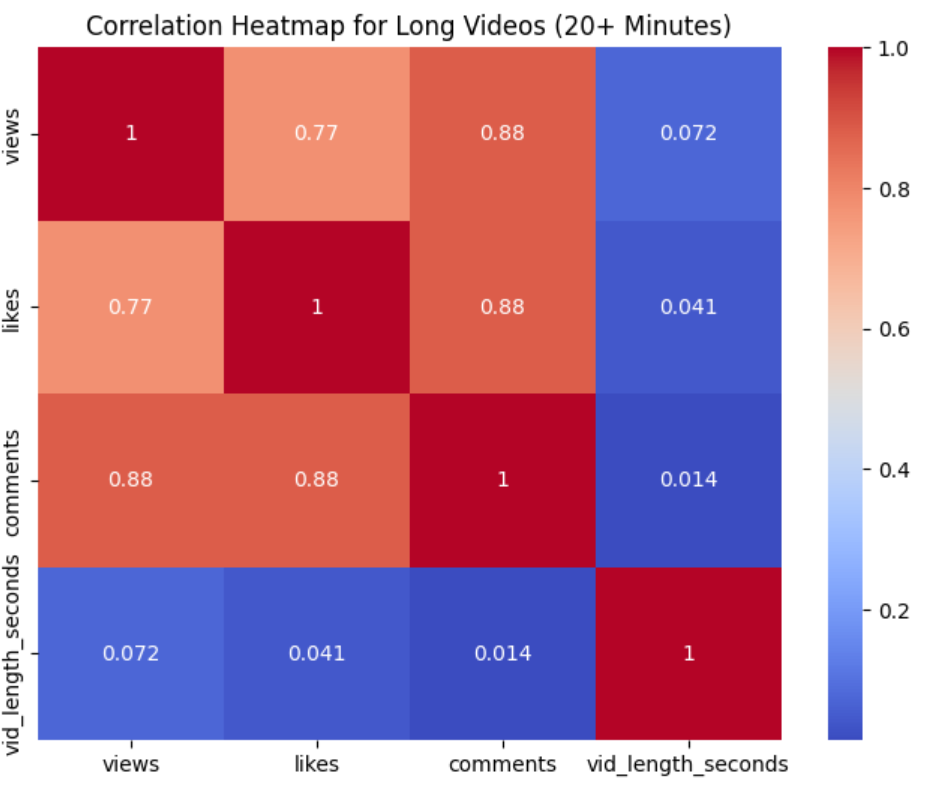 Correlation Heatmap for Long Videos (20+ Minutes)
views 1 0.77 0.88 0.072
likes 0.77 1 0.88 0.041
comments 0.88 0.88 1 0.014
vid_length_seconds 0.072 0.041 0.014 1
views likes comments vid_length_seconds
1.0
0.8
0.6
0.4
0.2